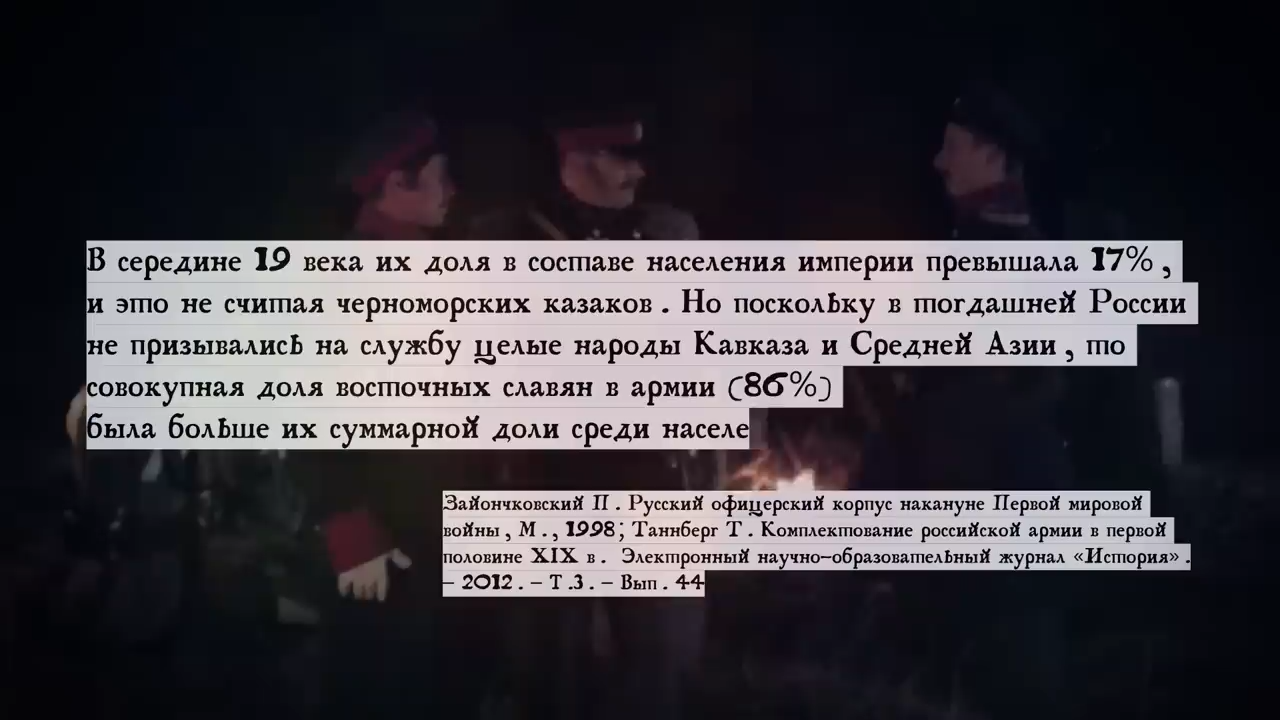 В середине 19 века их доля в составе населения империи превышала 17%,
и это не считая черноморских казаков. Но поскольку в тогдашней России
не призывались на службу целые народы Кавказа и Средней Азии, то
совокупная доля восточных славян в армии (86%)
была больше их суммарной доли среди населе
Зайончковский П. Русский офицерский корпус накануне Первой мировой
войны, М., 1998; Таннберг Т. Комплектование российской армии в первой
половине XIX в. Электронный научно-образовательный журнал «История».
– 2012. – Т.3. – Вып. 44